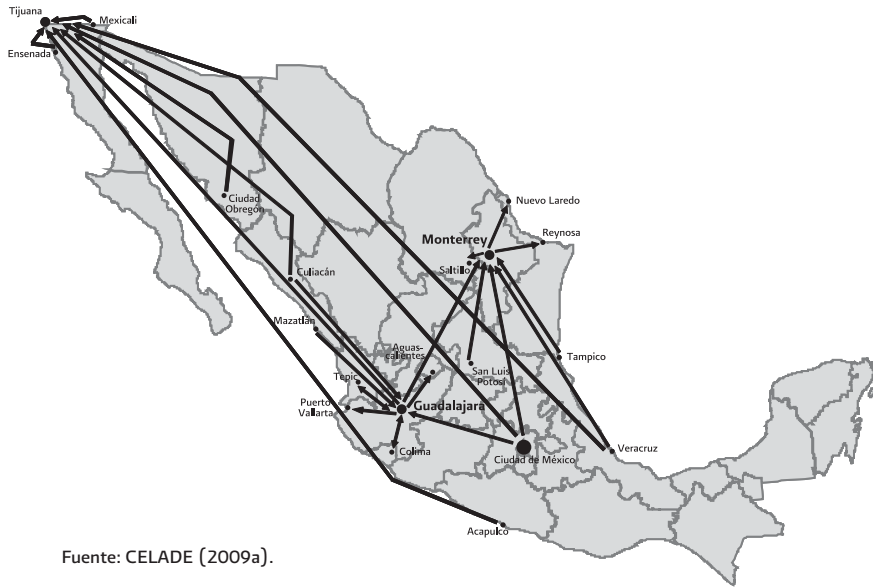 Tijuana
Mexicali
Ensenada
Ciudad
Obregón
Nuevo Laredo
Reynosa
Monterrey
Saltillo
Culiacán
Mazatlán
Aguas-
calientes
Tampico
San Luis
Potosí
Tepic
Puerto
Vallarta
Guadalajara
Colima
Ciudad de México
Veracruz
Acapulco
Fuente: CELADE (2009a).